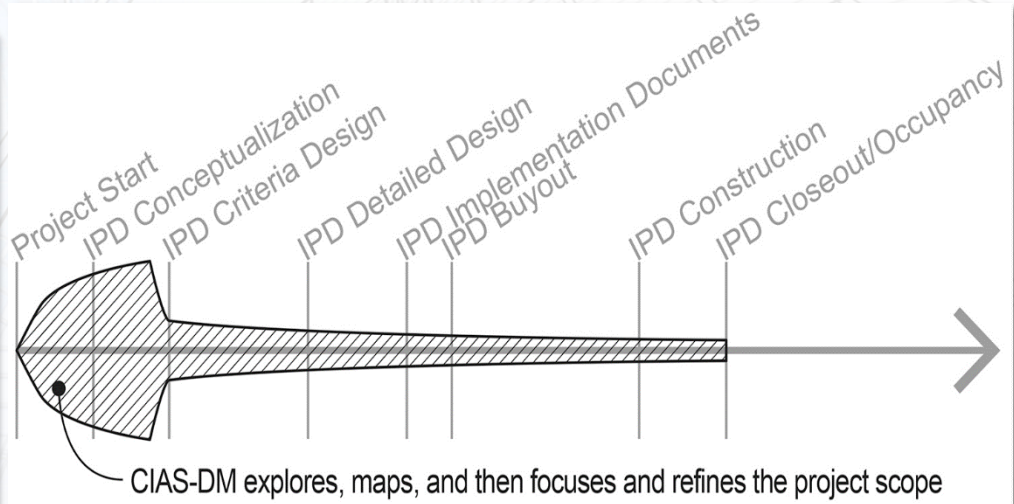 Project Start
IPD Conceptualization
IPD Criteria Design
IPD Detailed Design
IPD Implementation Documents
IPD Buyout
IPD Construction
IPD Closeout/Occupancy
CIAS-DM explores, maps, and then focuses and refines the project scope